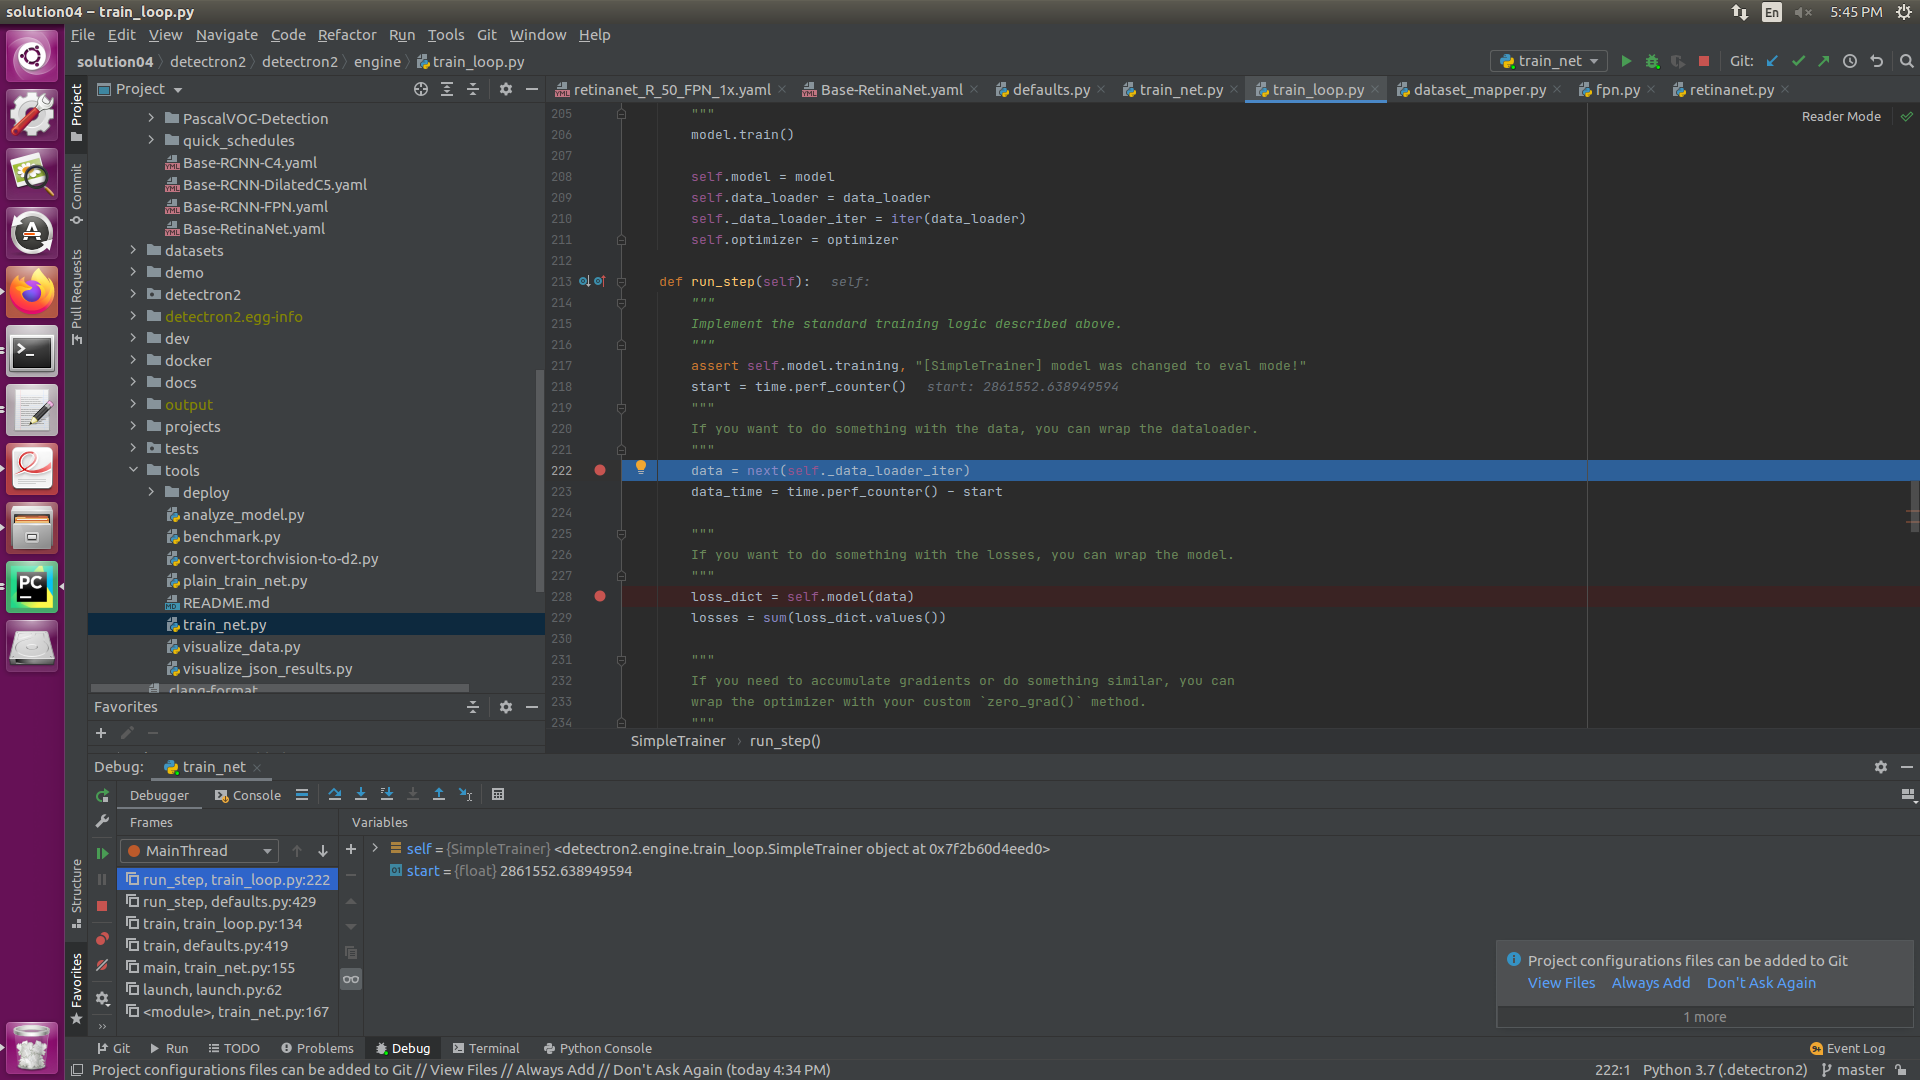 solution04 – train_loop.py
En
5:45 PM
File Edit View Navigate Code Refactor Run Tools Git Window Help
solution04 detectron2 detectron2 engine train_loop.py
train_net
Git:
Project
retinanet_R_50_FPN_1x.yaml
Base-RetinaNet.yaml
defaults.py
train_net.py
train_loop.py
dataset_mapper.py
fpn.py
retinanet.py
Project
Commit
Pull Requests
Structure
Favorites
PascalVOC-Detection
quick_schedules
Base-RCNN-C4.yaml
Base-RCNN-DilatedC5.yaml
Base-RCNN-FPN.yaml
Base-RetinaNet.yaml
datasets
demo
detectron2
detectron2.egg-info
dev
docker
docs
output
projects
tests
tools
deploy
analyze_model.py
benchmark.py
convert-torchvision-to-d2.py
plain_train_net.py
README.md
train_net.py
visualize_data.py
visualize_json_results.py
.clang-format
Favorites
Reader Mode
205 """
206 model.train()
207
208 self.model = model
209 self.data_loader = data_loader
210 self._data_loader_iter = iter(data_loader)
211 self.optimizer = optimizer
212
213 def run_step(self): self:
214 """
215 Implement the standard training logic described above.
216 """
217 assert self.model.training, "[SimpleTrainer] model was changed to eval mode!"
218 start = time.perf_counter() start: 2861552.638949594
219 """
220 If you want to do something with the data, you can wrap the dataloader.
221 """
222 data = next(self._data_loader_iter)
223 data_time = time.perf_counter() - start
224
225 """
226 If you want to do something with the losses, you can wrap the model.
227 """
228 loss_dict = self.model(data)
229 losses = sum(loss_dict.values())
230
231 """
232 If you need to accumulate gradients or do something similar, you can
233 wrap the optimizer with your custom `zero_grad()` method.
234 """
SimpleTrainer run_step()
Debug: train_net
Debugger Console
Frames
Variables
MainThread
run_step, train_loop.py:222
run_step, defaults.py:429
train, train_loop.py:134
train, defaults.py:419
main, train_net.py:155
launch, launch.py:62
<module>, train_net.py:167
self = {SimpleTrainer} <detectron2.engine.train_loop.SimpleTrainer object at 0x7f2b60d4eed0>
start = {float} 2861552.638949594
Project configurations files can be added to Git
View Files Always Add Don't Ask Again
1 more
Git Run TODO Problems Debug Terminal Python Console
Event Log
Project configurations files can be added to Git // View Files // Always Add // Don't Ask Again (today 4:34 PM)
222:1 Python 3.7 (.detectron2) master